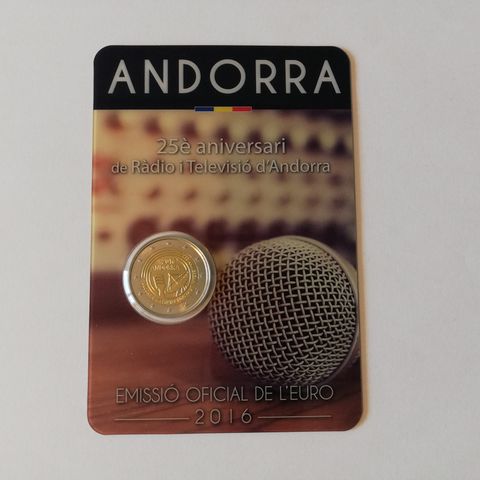 ANDORRA
25è aniversari
de Ràdio i Televisió d'Andorra
EMISSIÓ OFICIAL DE L'EURO
2016